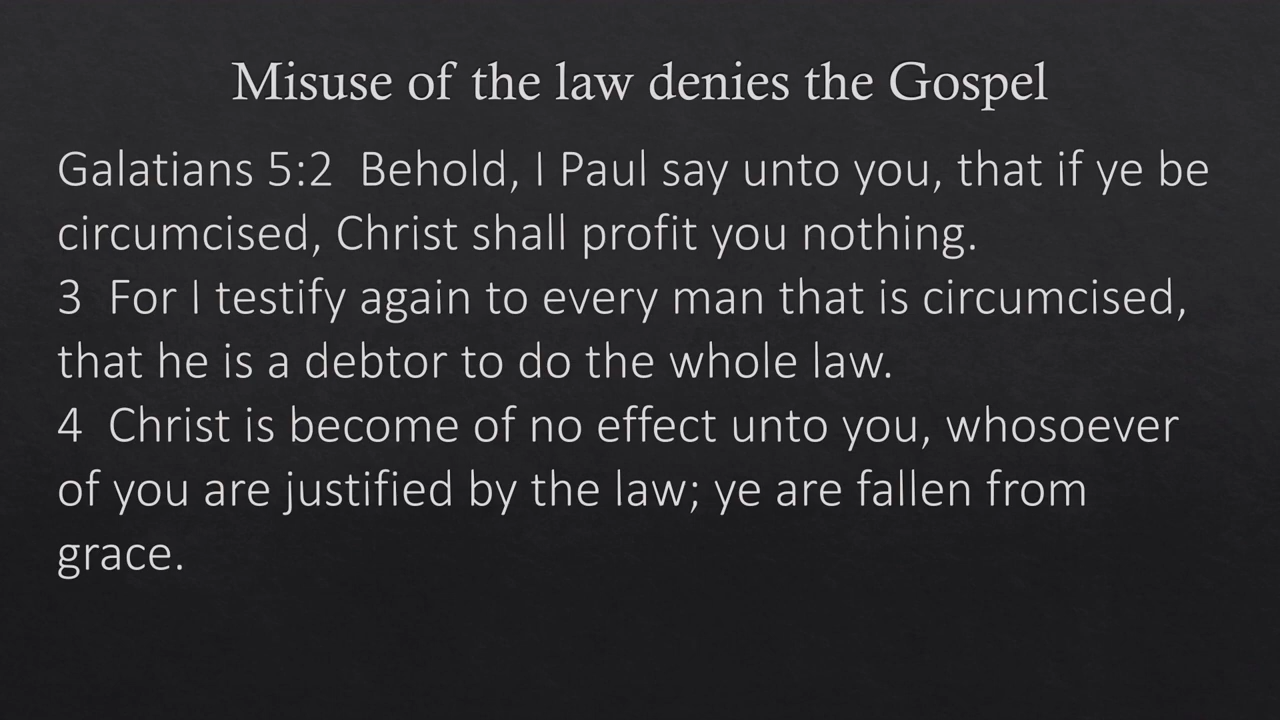 Misuse of the law denies the Gospel
Galatians 5:2  Behold, I Paul say unto you, that if ye be
circumcised, Christ shall profit you nothing.
3  For I testify again to every man that is circumcised,
that he is a debtor to do the whole law.
4  Christ is become of no effect unto you, whosoever
of you are justified by the law; ye are fallen from
grace.